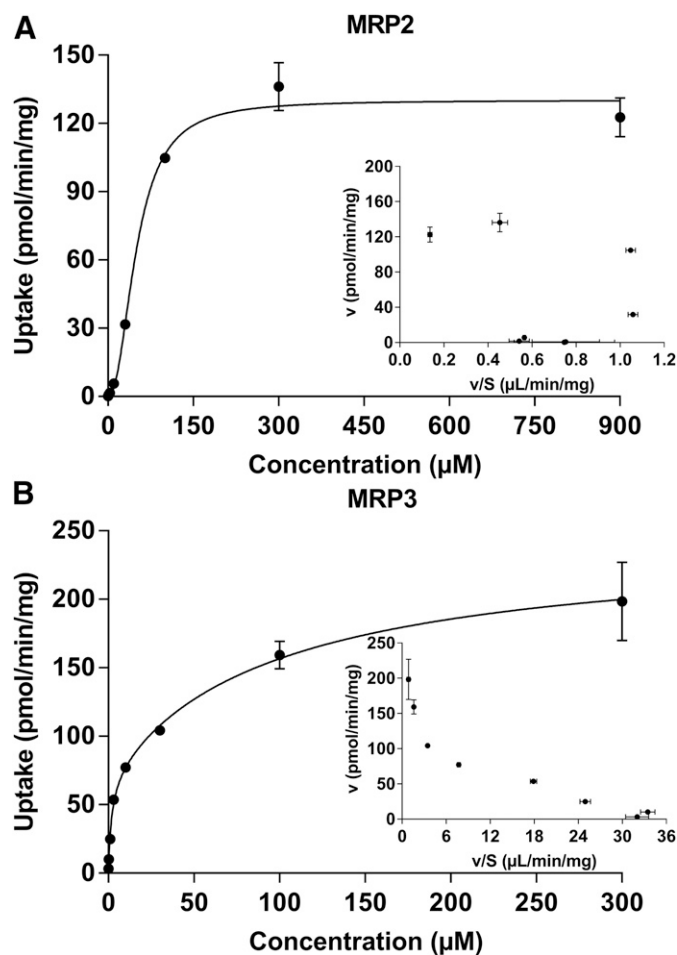 A
MRP2
150
120
90
60
30
0
Uptake (pmol/min/mg)
0 150 300 450 600 750 900
Concentration (µM)
200
160
120
80
40
0
v (pmol/min/mg)
0.0 0.2 0.4 0.6 0.8 1.0 1.2
v/S (µL/min/mg)
B
MRP3
250
200
150
100
50
0
Uptake (pmol/min/mg)
0 50 100 150 200 250 300
Concentration (µM)
250
200
150
100
50
0
v (pmol/min/mg)
0 6 12 18 24 30 36
v/S (µL/min/mg)